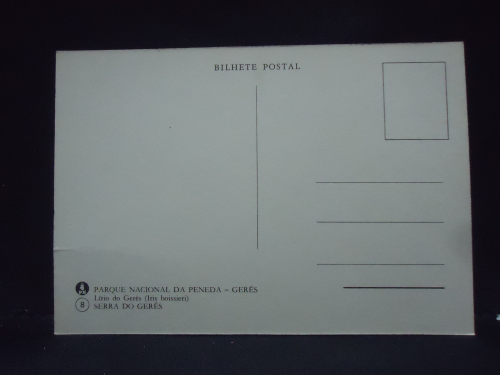 BILHETE POSTAL
PARQUE NACIONAL DA PENEDA – GERÊS
Lírio do Gerês (Iris boissieri)
8 SERRA DO GERÊS